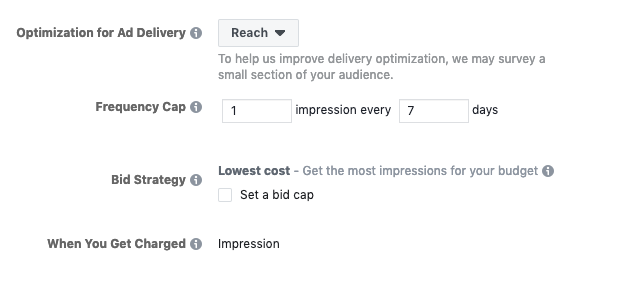 Optimization for Ad Delivery Reach
To help us improve delivery optimization, we may survey a
small section of your audience.
Frequency Cap 1 impression every 7 days
Bid Strategy Lowest cost - Get the most impressions for your budget
Set a bid cap
When You Get Charged Impression